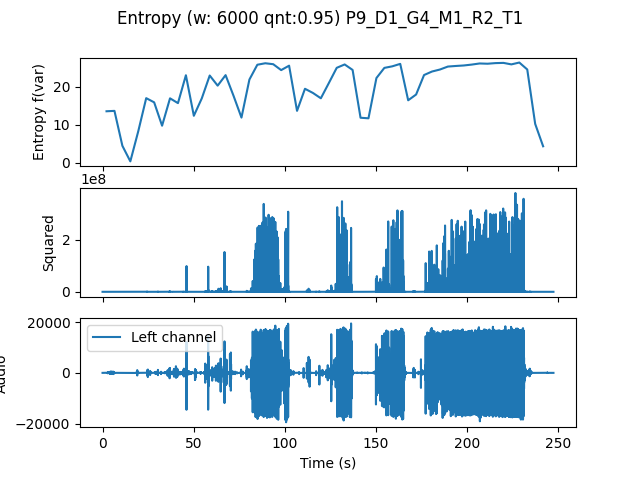 Entropy (w: 6000 qnt:0.95) P9_D1_G4_M1_R2_T1
Entropy f(var)
20
10
0
1e8
Squared
2
0
Audio
20000
0
−20000
Left channel
0
50
100
150
200
250
Time (s)